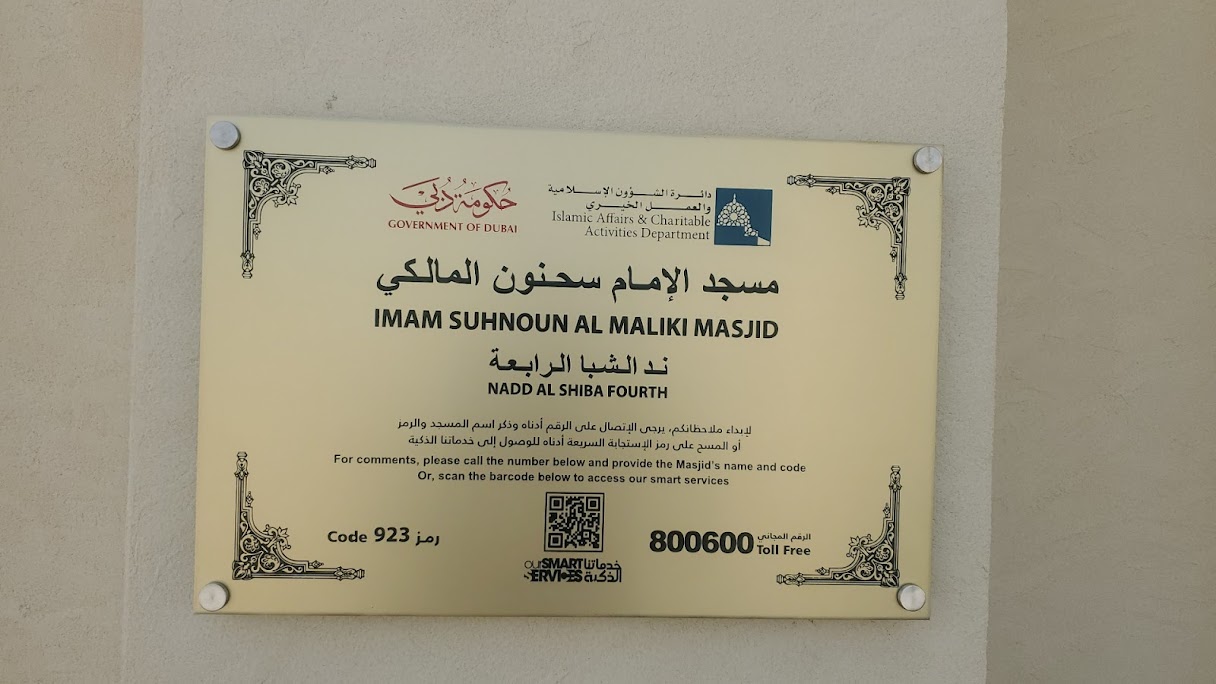 حكومة دبي
GOVERNMENT OF DUBAI
دائرة الشؤون الإسلامية
والعمل الخيري
Islamic Affairs & Charitable
Activities Department
مسجد الإمام سحنون المالكي
IMAM SUHNOUN AL MALIKI MASJID
ند الشبا الرابعة
NADD AL SHIBA FOURTH
لإبداء ملاحظاتكم، يرجى الإتصال على الرقم أدناه وذكر اسم المسجد والرمز
أو المسح على رمز الإستجابة السريعة أدناه للوصول إلى خدماتنا الذكية
For comments, please call the number below and provide the Masjid's name and code
Or, scan the barcode below to access our smart services
Code 923 رمز
our SMART خدماتنا
SERVICES الذكية
800600
الرقم المجاني
Toll Free